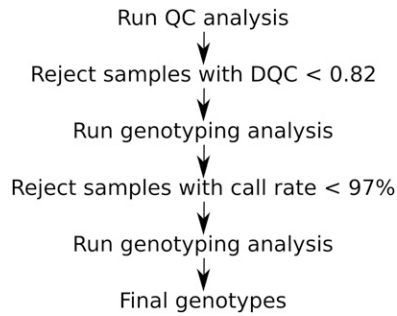 Run QC analysis
Reject samples with DQC < 0.82
Run genotyping analysis
Reject samples with call rate < 97%
Run genotyping analysis
Final genotypes